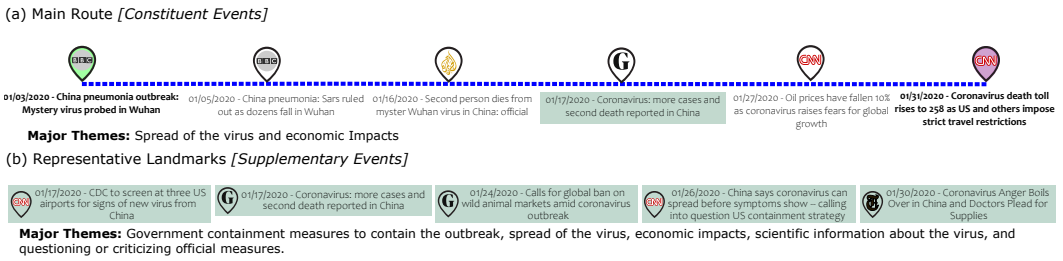 (a) Main Route [Constituent Events]
BBC
BBC
G
CNN
CNN
01/03/2020 - China pneumonia outbreak:
Mystery virus probed in Wuhan
01/05/2020 - China pneumonia: Sars ruled
out as dozens fall in Wuhan
01/16/2020 - Second person dies from
myster Wuhan virus in China: official
01/17/2020 - Coronavirus: more cases and
second death reported in China
01/27/2020 - Oil prices have fallen 10%
as coronavirus raises fears for global
growth
01/31/2020 - Coronavirus death toll
rises to 258 as US and others impose
strict travel restrictions
Major Themes: Spread of the virus and economic Impacts
(b) Representative Landmarks [Supplementary Events]
CNN
01/17/2020 - CDC to screen at three US
airports for signs of new virus from
China
G
01/17/2020 - Coronavirus: more cases and
second death reported in China
G
01/24/2020 - Calls for global ban on
wild animal markets amid coronavirus
outbreak
CNN
01/26/2020 - China says coronavirus can
spread before symptoms show – calling
into question US containment strategy
01/30/2020 - Coronavirus Anger Boils
Over in China and Doctors Plead for
Supplies
Major Themes: Government containment measures to contain the outbreak, spread of the virus, economic impacts, scientific information about the virus, and
questioning or criticizing official measures.